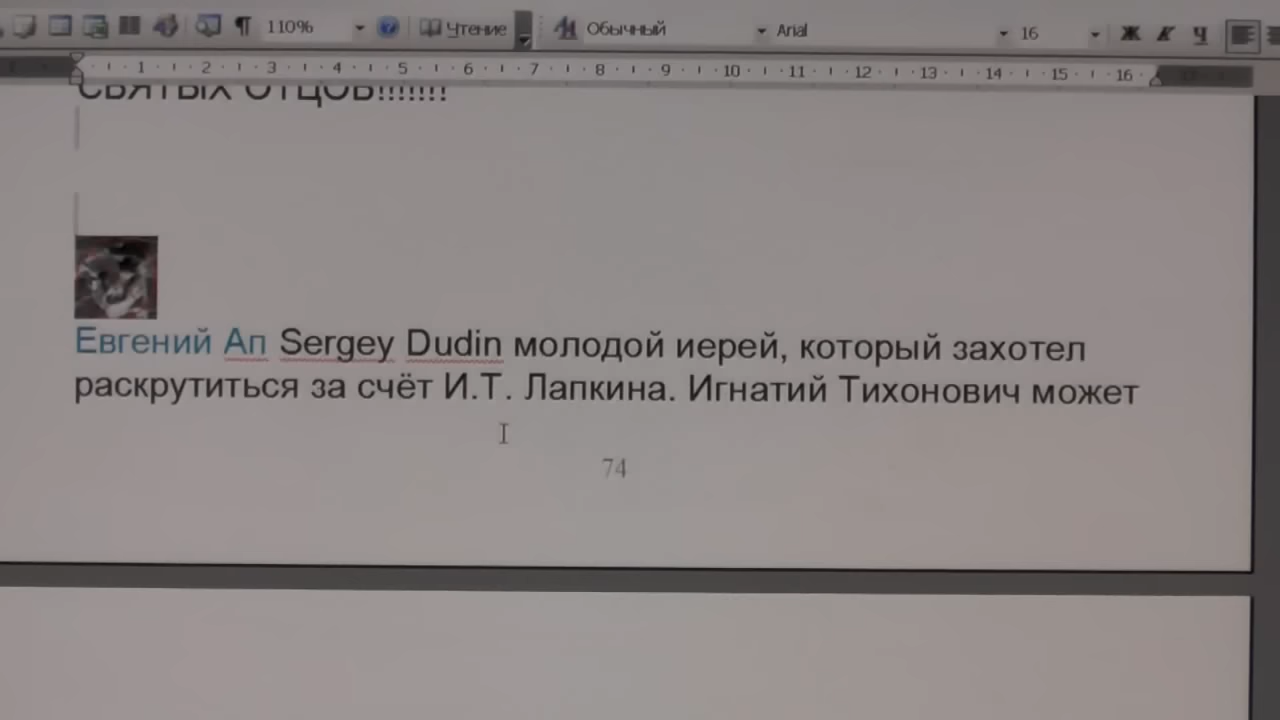 110%
Чтение
Обычный
Arial
16
Ж К Ч
1 2 3 4 5 6 7 8 9 10 11 12 13 14 15 16
СВЯТЫХ ОТЦОВ!!!!!!!
Евгений Ап Sergey Dudin молодой иерей, который захотел
раскрутиться за счёт И.Т. Лапкина. Игнатий Тихонович может
74